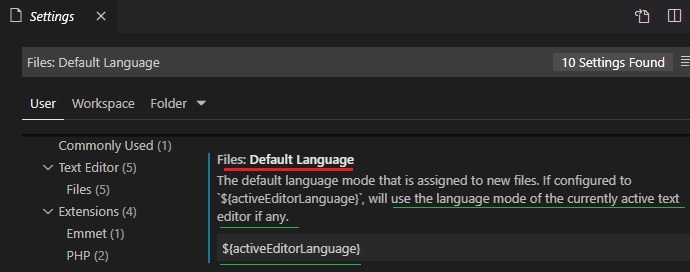 Settings
Files: Default Language
10 Settings Found
User Workspace Folder
Commonly Used (1)
Text Editor (5)
Files (5)
Extensions (4)
Emmet (1)
PHP (2)
Files: Default Language
The default language mode that is assigned to new files. If configured to
`${activeEditorLanguage}`, will use the language mode of the currently active text
editor if any.
${activeEditorLanguage}